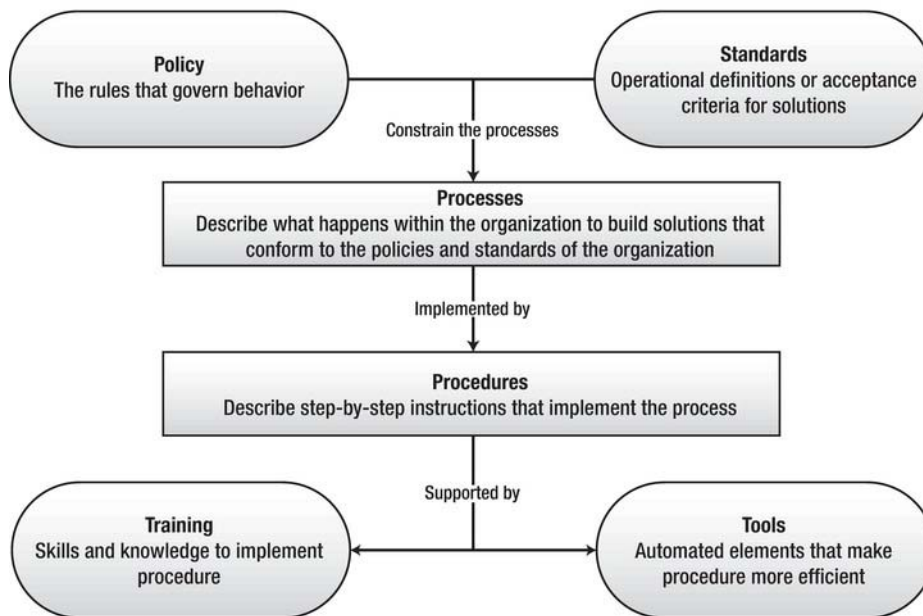 Policy
The rules that govern behavior
Standards
Operational definitions or acceptance
criteria for solutions
Constrain the processes
Processes
Describe what happens within the organization to build solutions that
conform to the policies and standards of the organization
Implemented by
Procedures
Describe step-by-step instructions that implement the process
Supported by
Training
Skills and knowledge to implement
procedure
Tools
Automated elements that make
procedure more efficient